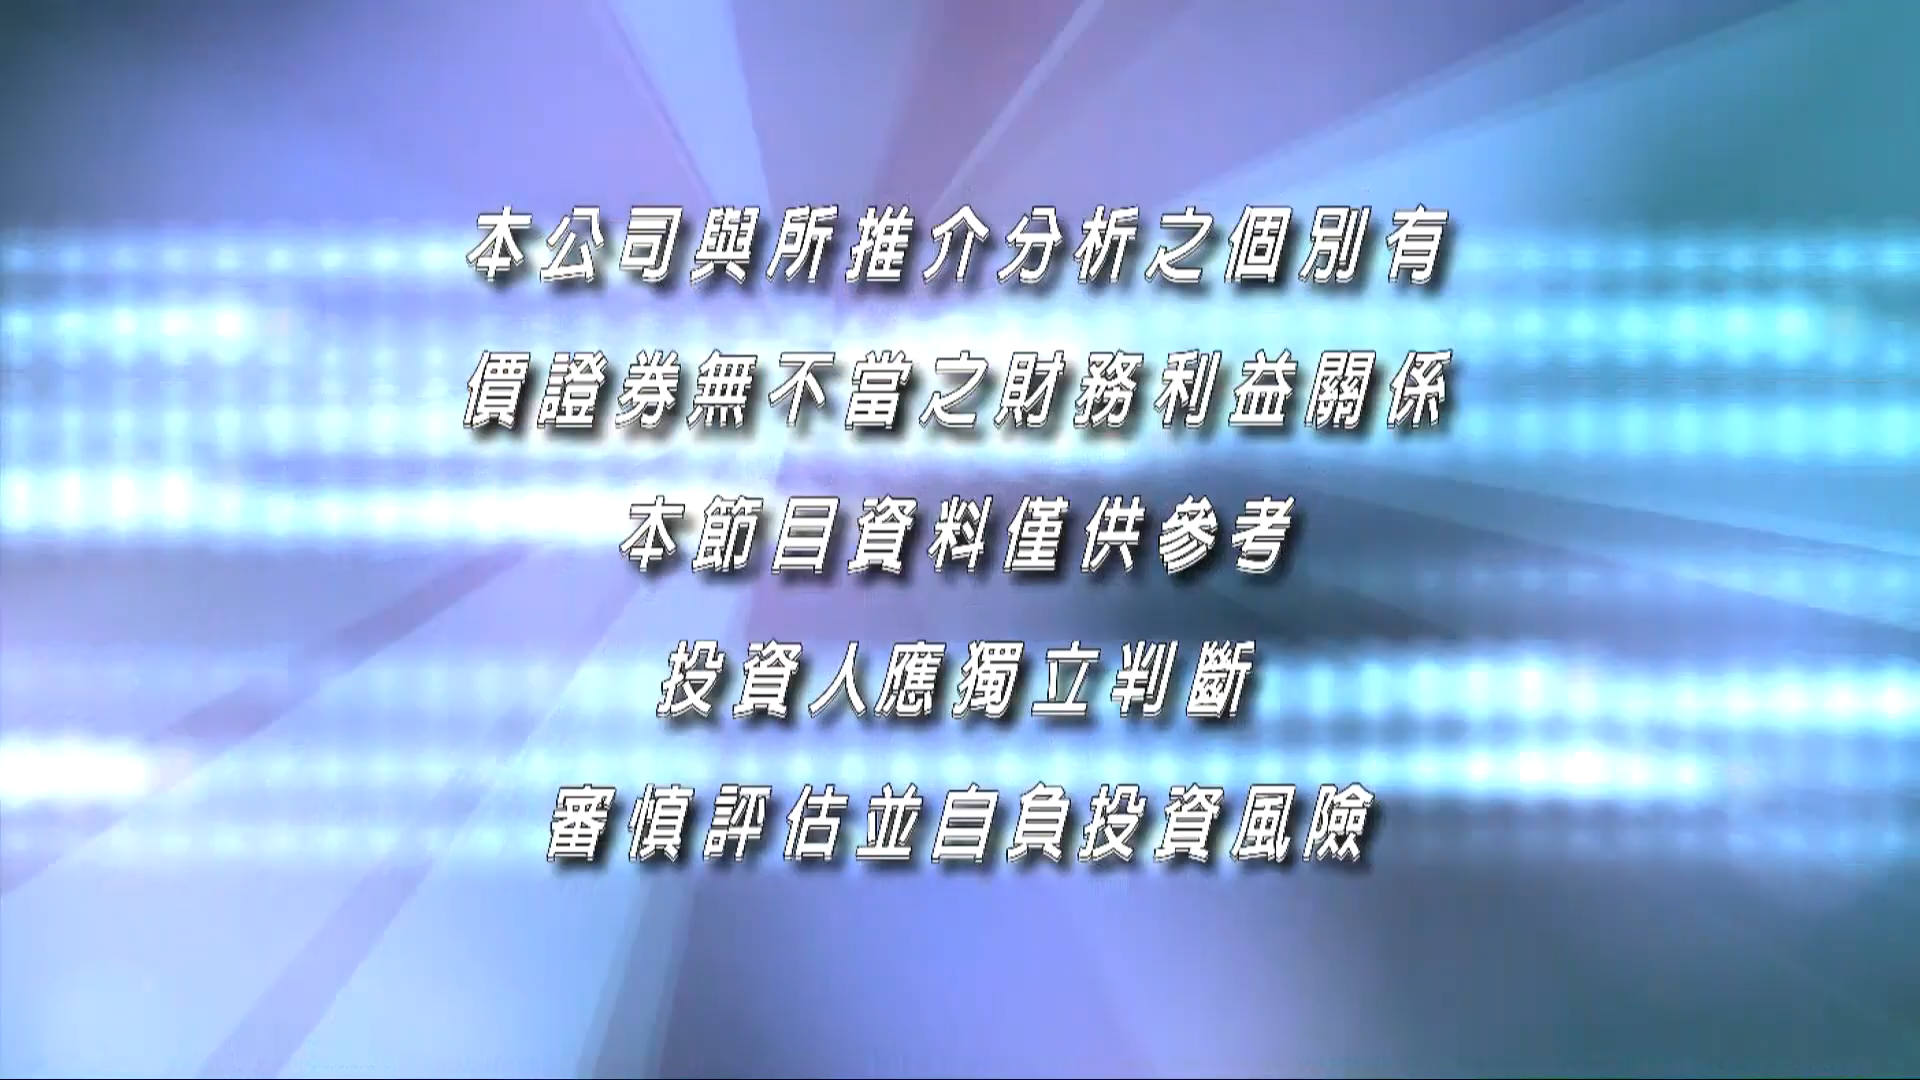 本公司與所推介分析之個別有
價證券無不當之財務利益關係
本節目資料僅供參考
投資人應獨立判斷
審慎評估並自負投資風險